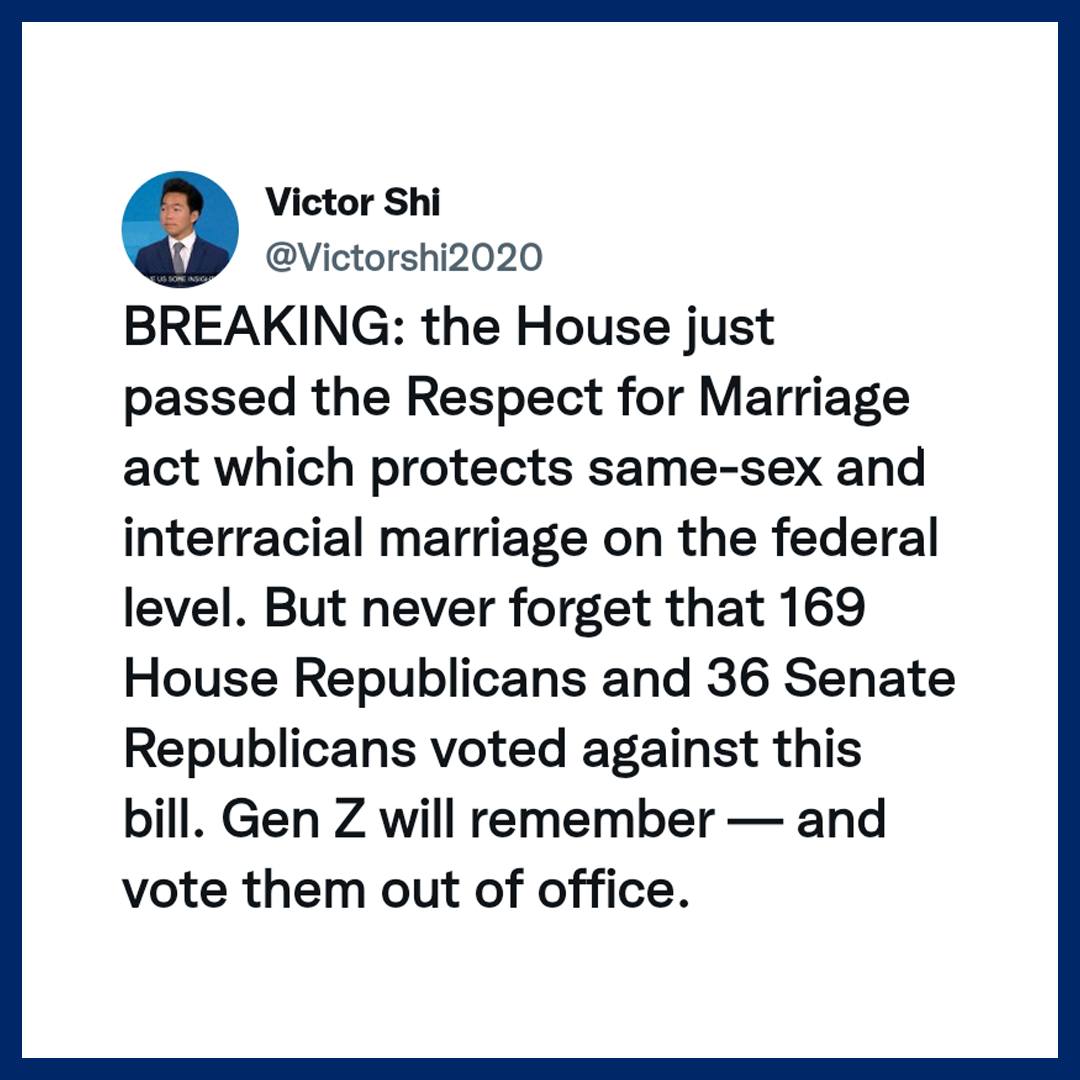 Victor Shi
@Victorshi2020
BREAKING: the House just
passed the Respect for Marriage
act which protects same-sex and
interracial marriage on the federal
level. But never forget that 169
House Republicans and 36 Senate
Republicans voted against this
bill. Gen Z will remember — and
vote them out of office.